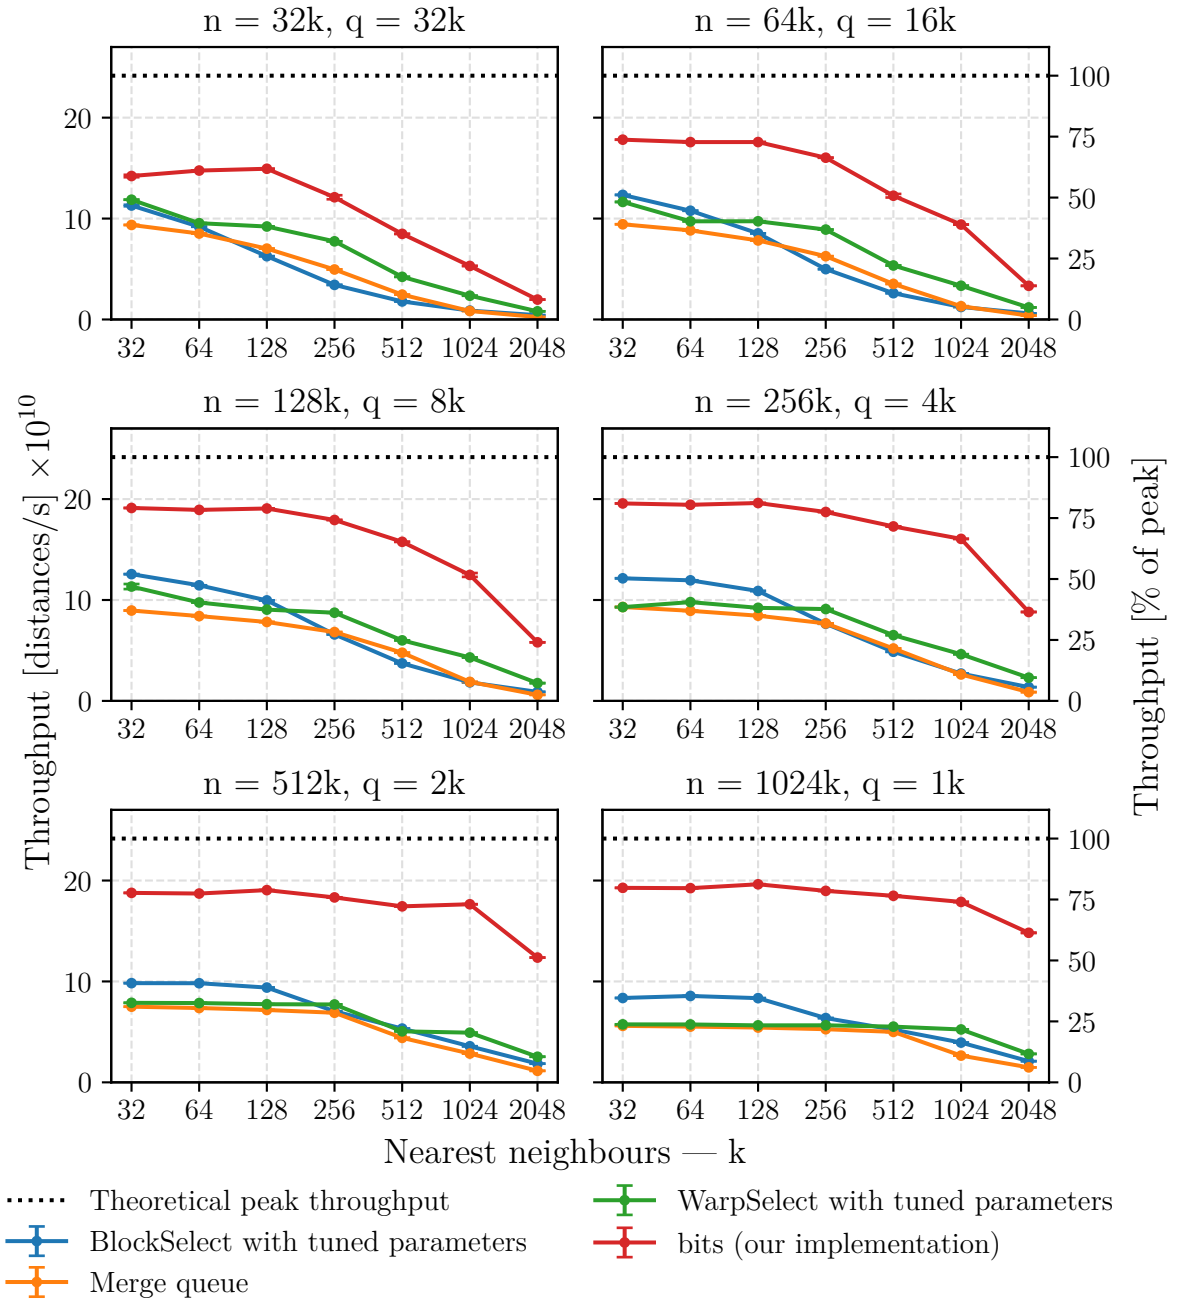 n = 32k, q = 32k
n = 64k, q = 16k
20
10
0
100
75
50
25
0
32 64 128 256 512 1024 2048
32 64 128 256 512 1024 2048
n = 128k, q = 8k
n = 256k, q = 4k
20
10
0
100
75
50
25
0
32 64 128 256 512 1024 2048
32 64 128 256 512 1024 2048
Throughput [distances/s] ×10^10
Throughput [% of peak]
n = 512k, q = 2k
n = 1024k, q = 1k
20
10
0
100
75
50
25
0
32 64 128 256 512 1024 2048
32 64 128 256 512 1024 2048
Nearest neighbours — k
Theoretical peak throughput
BlockSelect with tuned parameters
Merge queue
WarpSelect with tuned parameters
bits (our implementation)